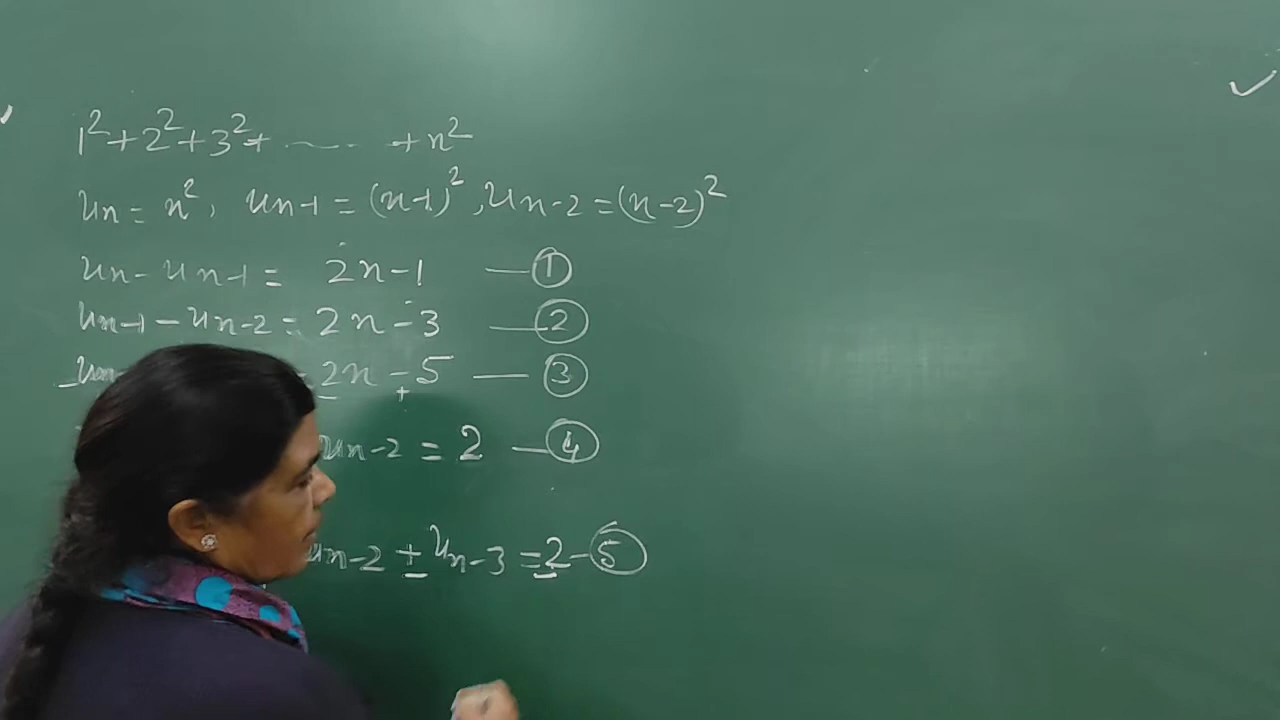 1²+2²+3²+ ..... +n²
un = n², un-1 = (n-1)², un-2 = (n-2)²
un - un-1 = 2n-1 — ①
un-1 - un-2 = 2n-3 — ②
2n-5 — ③
un-2 = 2 — ④
un-2 + un-3 = 2 - ⑤